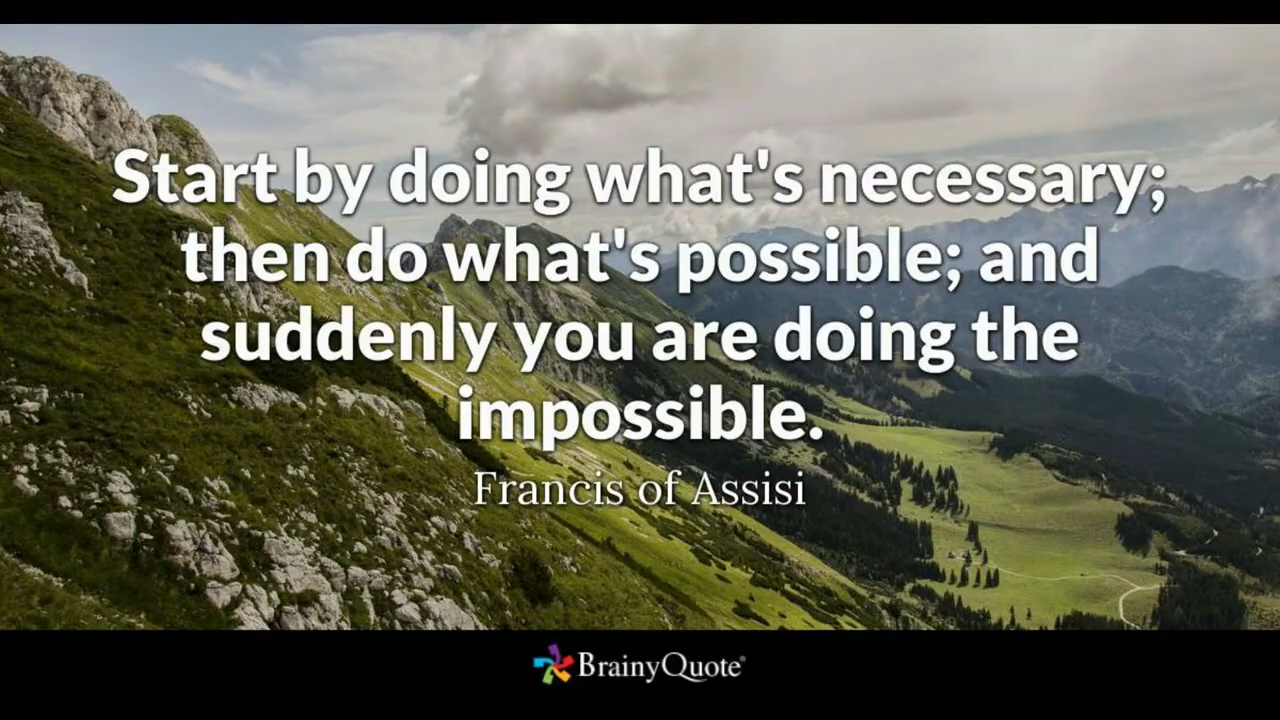 Start by doing what's necessary;
then do what's possible; and
suddenly you are doing the
impossible.
Francis of Assisi
BrainyQuote®